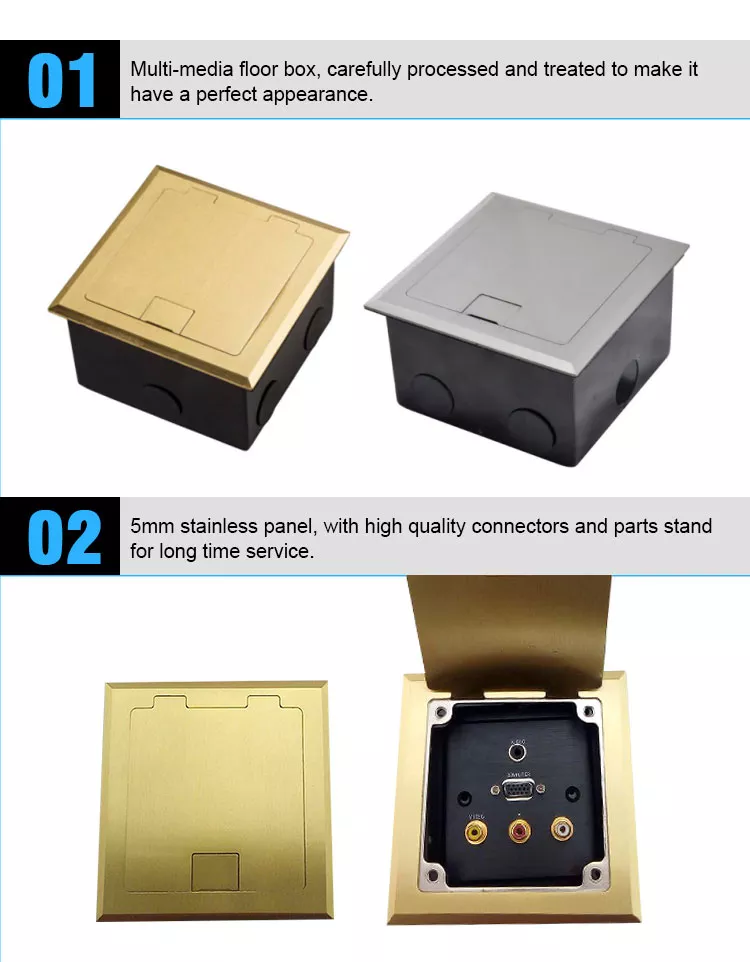 01
Multi-media floor box, carefully processed and treated to make it
have a perfect appearance.
02
5mm stainless panel, with high quality connectors and parts stand
for long time service.
AUDIO
COMPUTER
VIDEO